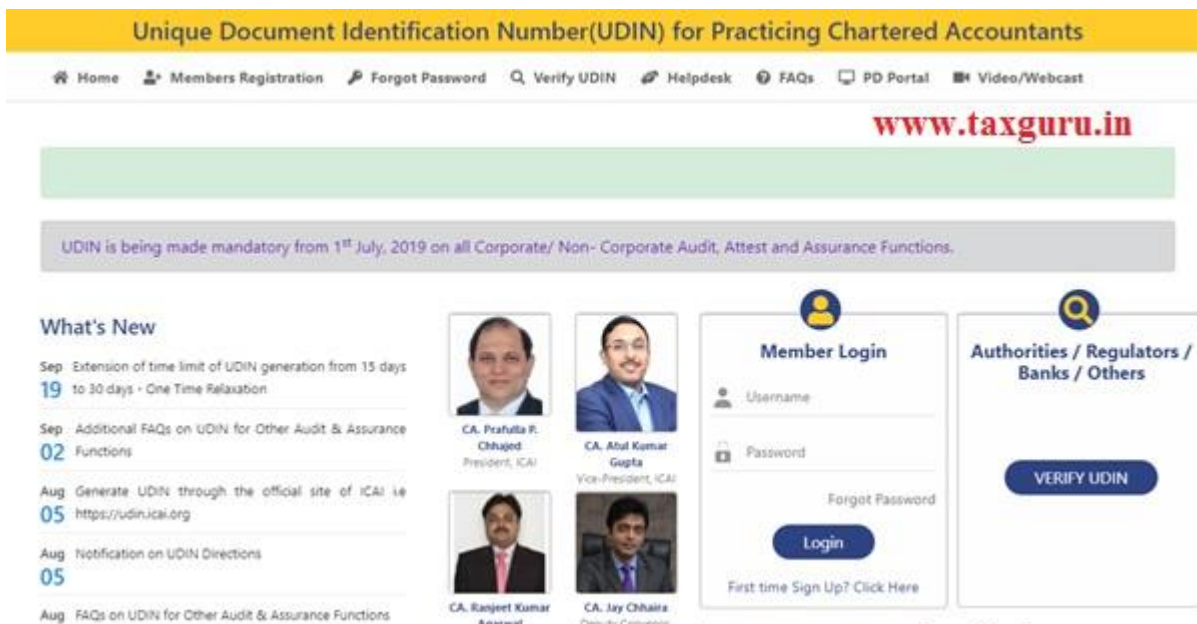 Unique Document Identification Number(UDIN) for Practicing Chartered Accountants
Home Members Registration Forgot Password Verify UDIN Helpdesk FAQs PD Portal Video/Webcast
www.taxguru.in
UDIN is being made mandatory from 1st July, 2019 on all Corporate/ Non- Corporate Audit, Attest and Assurance Functions.
What's New
Sep 19 Extension of time limit of UDIN generation from 15 days
to 30 days - One Time Relaxation
Sep 02 Additional FAQs on UDIN for Other Audit & Assurance
Functions
Aug 05 Generate UDIN through the official site of ICAI i.e
https://udin.icai.org
Aug 05 Notification on UDIN Directions
Aug FAQs on UDIN for Other Audit & Assurance Functions
CA. Prafulla P.
Chhajed
President, ICAI
CA. Atul Kumar
Gupta
Vice-President, ICAI
CA. Ranjeet Kumar
Agarwal
CA. Jay Chhaira
Deputy Convenor
Member Login
Username
Password
Forgot Password
Login
First time Sign Up? Click Here
Authorities / Regulators /
Banks / Others
VERIFY UDIN